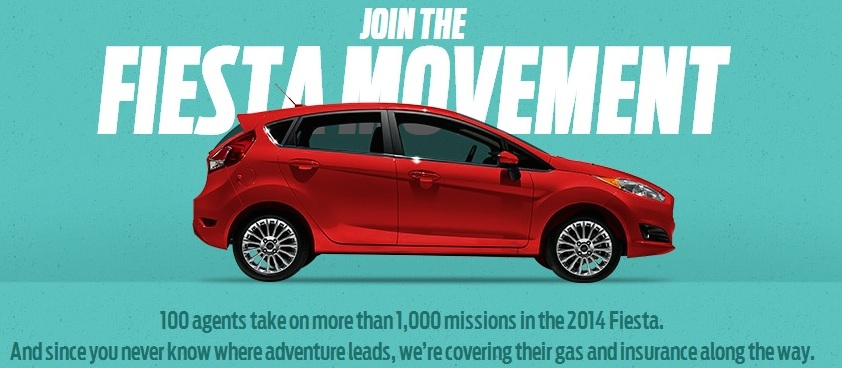 JOIN THE
FIESTA MOVEMENT
100 agents take on more than 1,000 missions in the 2014 Fiesta.
And since you never know where adventure leads, we're covering their gas and insurance along the way.